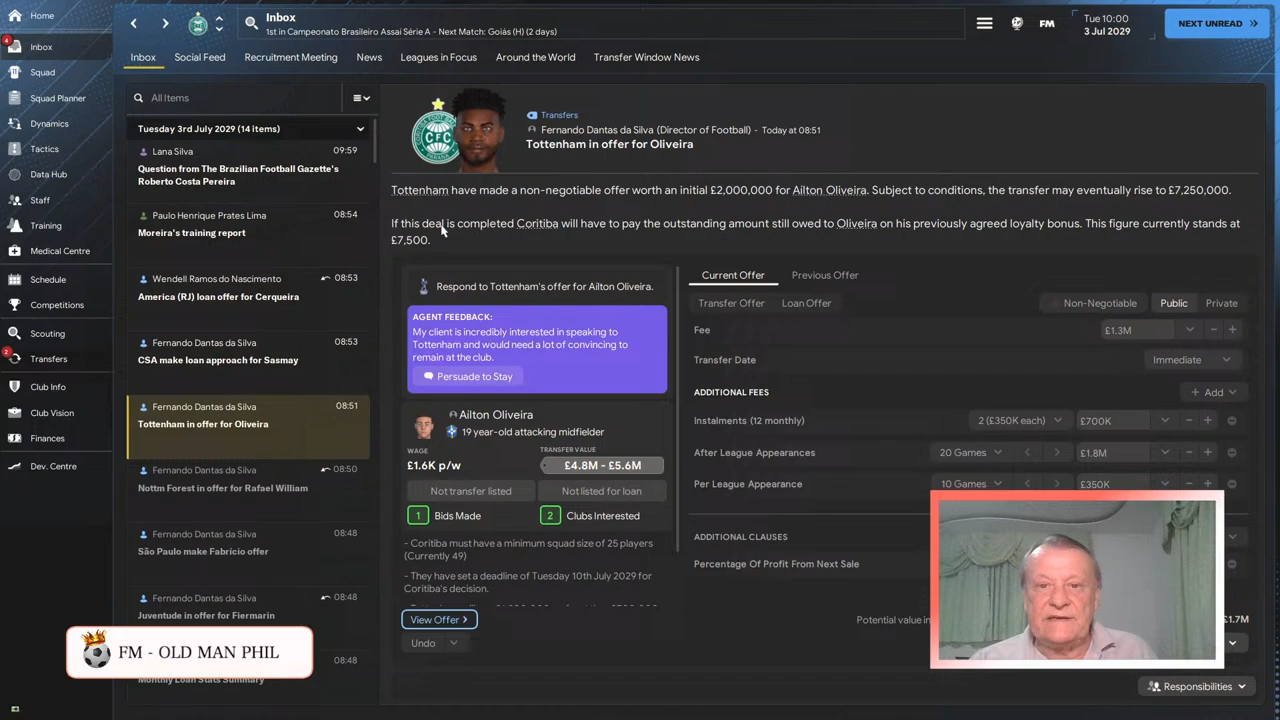 Home
Inbox
1st in Campeonato Brasileiro Assaí Série A - Next Match: Goiás (H) (2 days)
FM
Tue 10:00
3 Jul 2029
NEXT UNREAD
4
Inbox
Squad
Squad Planner
Dynamics
Tactics
Data Hub
Staff
Training
Medical Centre
Schedule
Competitions
Scouting
2
Transfers
Club Info
Club Vision
Finances
Dev. Centre
Inbox
Social Feed
Recruitment Meeting
News
Leagues in Focus
Around the World
Transfer Window News
All Items
Tuesday 3rd July 2029 (14 items)
Lana Silva 09:59
Question from The Brazilian Football Gazette's
Roberto Costa Pereira
Paulo Henrique Prates Lima 08:54
Moreira's training report
Wendell Ramos do Nascimento 08:53
America (RJ) loan offer for Cerqueira
Fernando Dantas da Silva 08:53
CSA make loan approach for Sasmay
Fernando Dantas da Silva 08:51
Tottenham in offer for Oliveira
Fernando Dantas da Silva 08:50
Nottm Forest in offer for Rafael William
Fernando Dantas da Silva 08:48
São Paulo make Fabrício offer
Fernando Dantas da Silva 08:48
Juventude in offer for Fiermarin
08:48
Monthly Loan Stats Summary
FM - OLD MAN PHIL
CFC
Transfers
Fernando Dantas da Silva (Director of Football) - Today at 08:51
Tottenham in offer for Oliveira
Tottenham have made a non-negotiable offer worth an initial £2,000,000 for Aílton Oliveira. Subject to conditions, the transfer may eventually rise to £7,250,000.
If this deal is completed Coritiba will have to pay the outstanding amount still owed to Oliveira on his previously agreed loyalty bonus. This figure currently stands at
£7,500.
Respond to Tottenham's offer for Aílton Oliveira.
AGENT FEEDBACK:
My client is incredibly interested in speaking to
Tottenham and would need a lot of convincing to
remain at the club.
Persuade to Stay
Aílton Oliveira
19 year-old attacking midfielder
WAGE
£1.6K p/w
TRANSFER VALUE
£4.8M - £5.6M
Not transfer listed
Not listed for loan
1 Bids Made
2 Clubs Interested
- Coritiba must have a minimum squad size of 25 players
(Currently 49)
- They have set a deadline of Tuesday 10th July 2029 for
Coritiba's decision.
View Offer
Undo
Current Offer
Previous Offer
Transfer Offer
Loan Offer
Non-Negotiable
Public
Private
Fee
£1.3M
Transfer Date
Immediate
ADDITIONAL FEES
Add
Instalments (12 monthly)
2 (£350K each)
£700K
After League Appearances
20 Games
£1.8M
Per League Appearance
10 Games
£350K
ADDITIONAL CLAUSES
Percentage Of Profit From Next Sale
Potential value in
£1.7M
Responsibilities